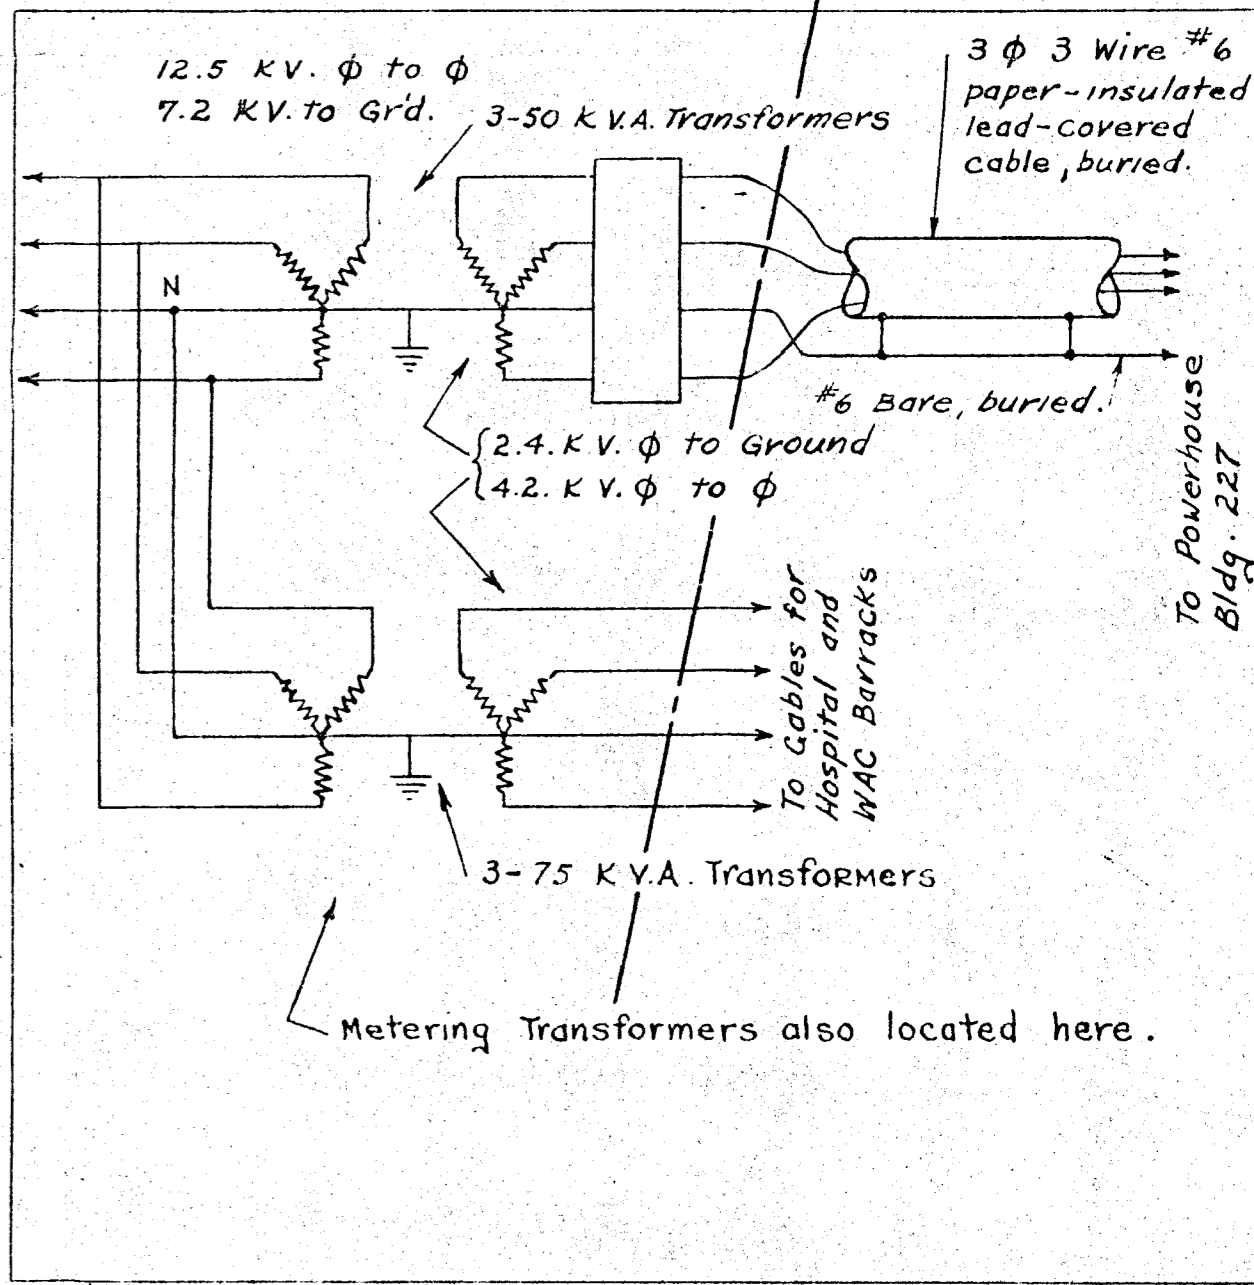 12.5 KV. ϕ to ϕ
7.2 KV. to Gr'd.
3-50 K V.A. Transformers
3 ϕ 3 Wire #6
paper-insulated
lead-covered
cable, buried.
N
#6 Bare, buried.
2.4. K V. ϕ to Ground
4.2. K V. ϕ to ϕ
To Powerhouse
Bldg. 227
To Cables for
Hospital and
WAC Barracks
3-75 K V.A. Transformers
Metering Transformers also located here.